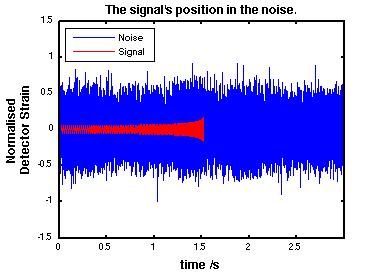 The signal's position in the noise.
Noise
Signal
Normalised
Detector Strain
1.5
1
0.5
0
-0.5
-1
-1.5
0 0.5 1 1.5 2 2.5
time /s